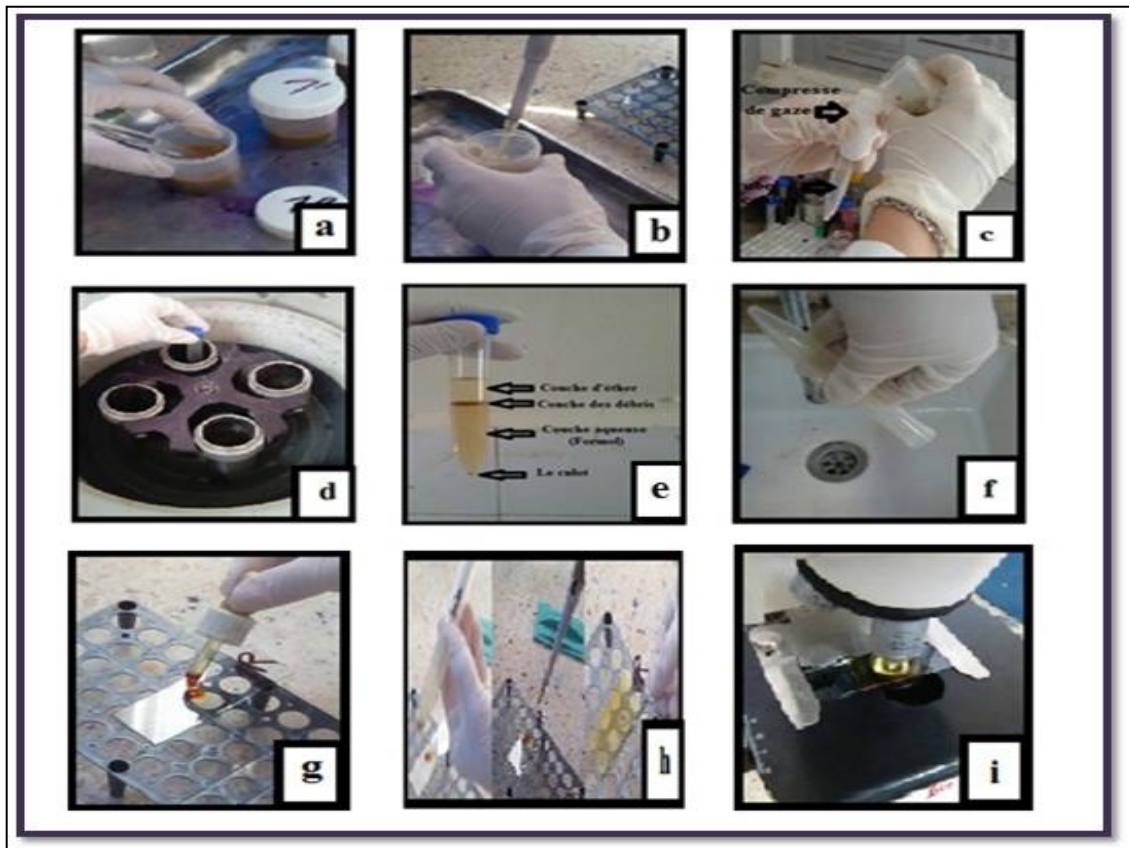 a
b
Compresse
de gaze
c
d
Couche d'éther
Couche des débris
Couche aqueuse
(Formol)
Le culot
e
f
g
h
i